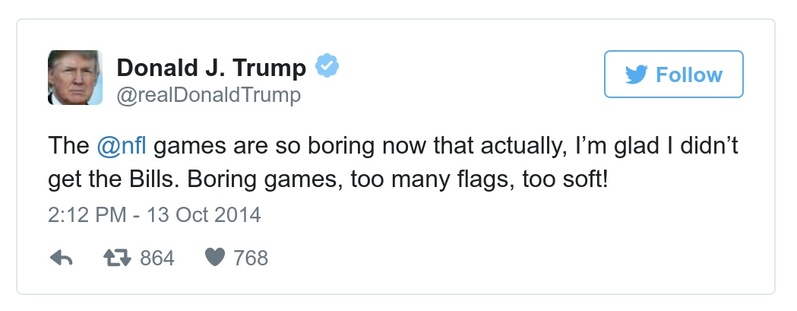 Donald J. Trump
@realDonaldTrump
Follow
The @nfl games are so boring now that actually, I’m glad I didn’t
get the Bills. Boring games, too many flags, too soft!
2:12 PM - 13 Oct 2014
864 768